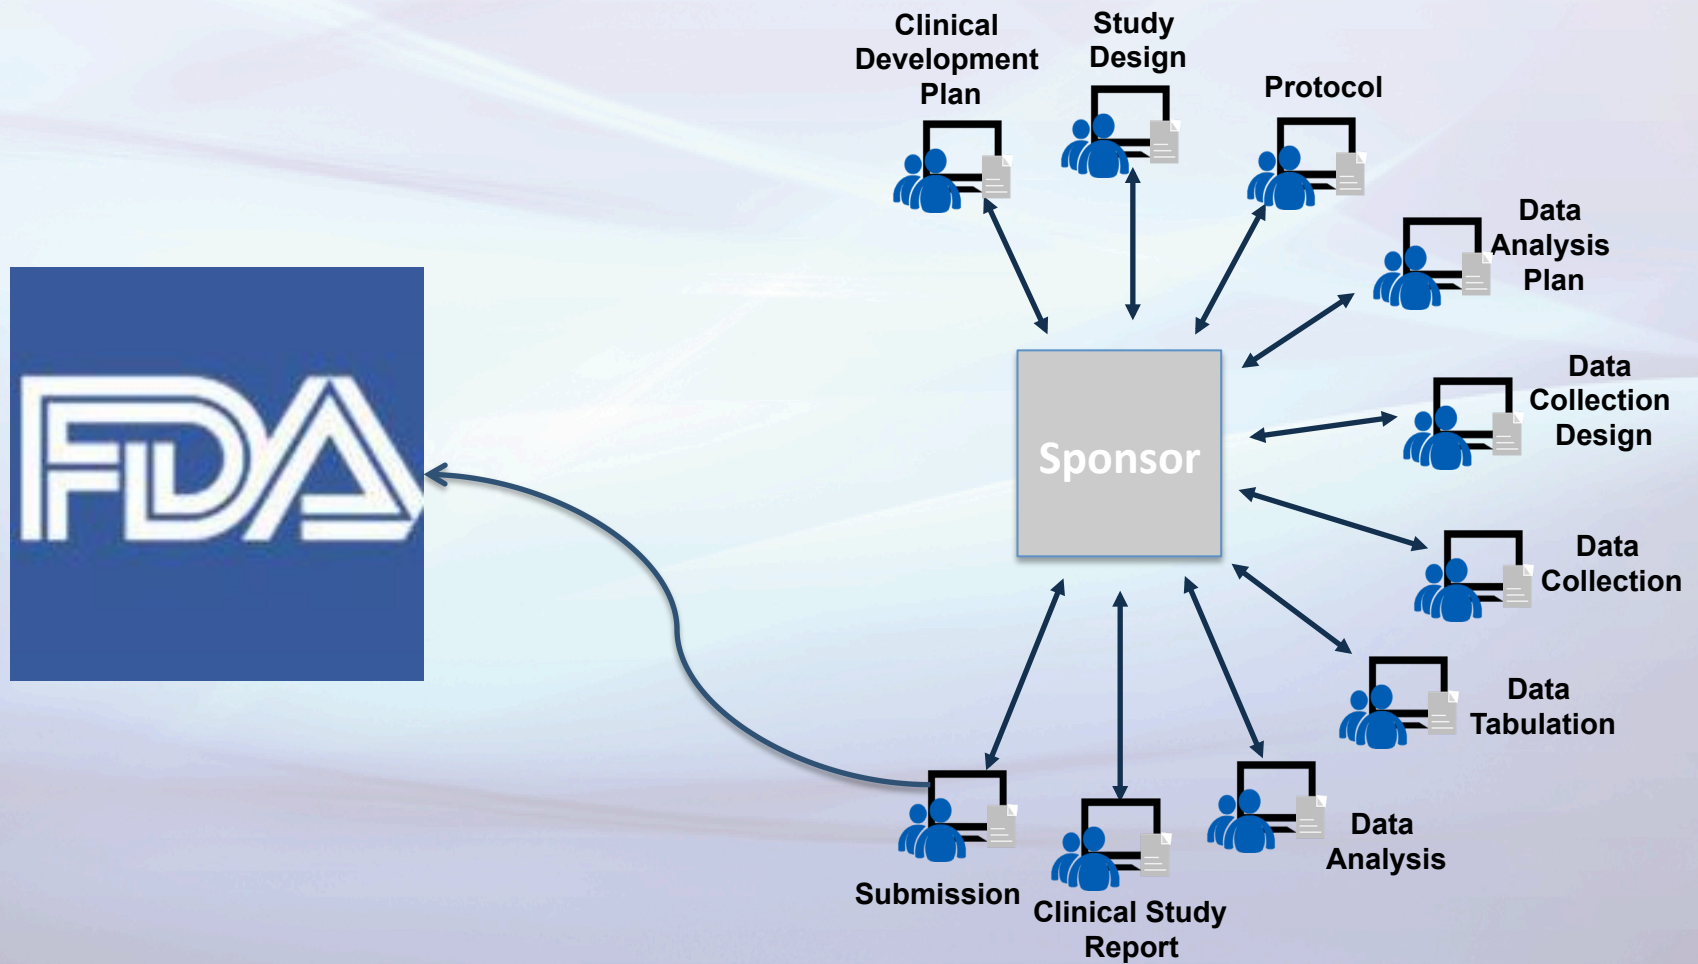 Clinical
Development
Plan
Study
Design
Protocol
Data
Analysis
Plan
Data
Collection
Design
Data
Collection
Data
Tabulation
Data
Analysis
Clinical Study
Report
Submission
Sponsor
FDA